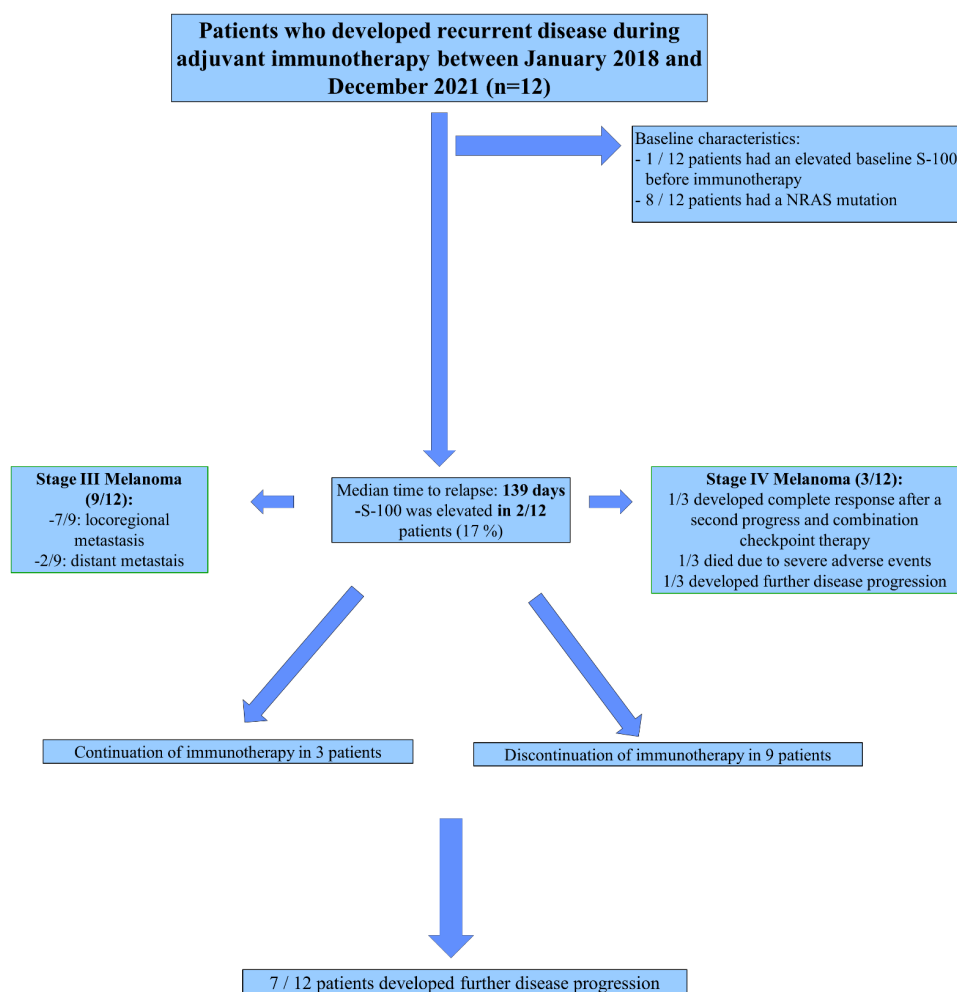 Patients who developed recurrent disease during
adjuvant immunotherapy between January 2018 and
December 2021 (n=12)
Baseline characteristics:
- 1 / 12 patients had an elevated baseline S-100
before immunotherapy
- 8 / 12 patients had a NRAS mutation
Stage III Melanoma
(9/12):
-7/9: locoregional
metastasis
-2/9: distant metastais
Median time to relapse: 139 days
-S-100 was elevated in 2/12
patients (17 %)
Stage IV Melanoma (3/12):
1/3 developed complete response after a
second progress and combination
checkpoint therapy
1/3 died due to severe adverse events
1/3 developed further disease progression
Continuation of immunotherapy in 3 patients
Discontinuation of immunotherapy in 9 patients
7 / 12 patients developed further disease progression